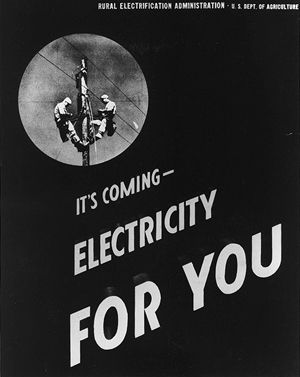 RURAL ELECTRIFICATION ADMINISTRATION - U. S. DEPT. OF AGRICULTURE
IT'S COMING—
ELECTRICITY
FOR YOU